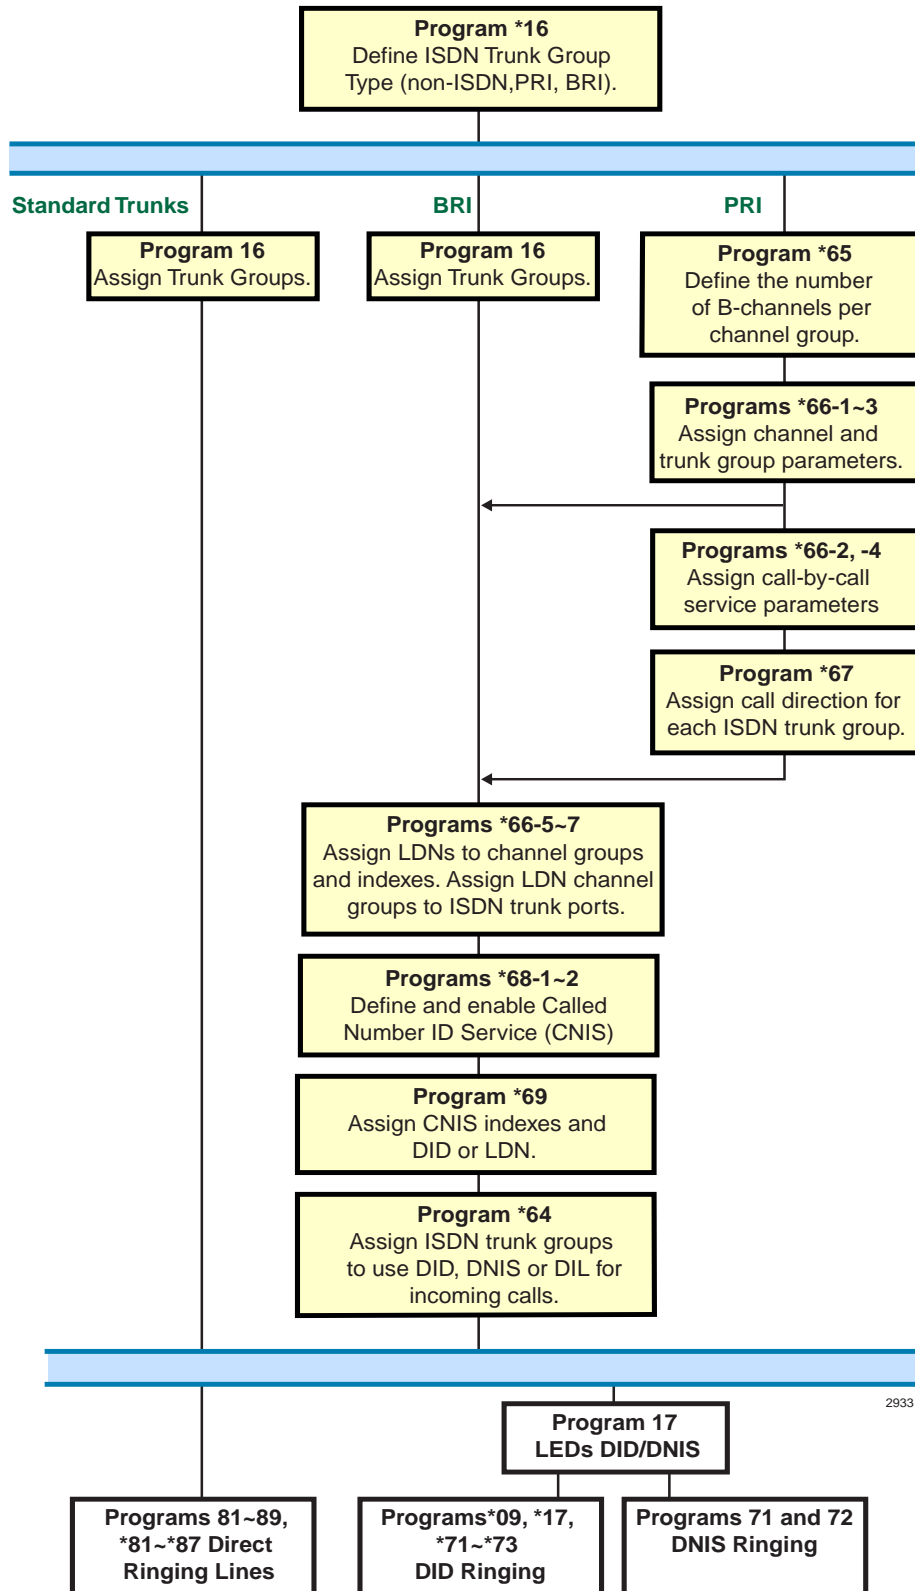 Program *16
Define ISDN Trunk Group
Type (non-ISDN,PRI, BRI).
Standard Trunks
BRI
PRI
Program 16
Assign Trunk Groups.
Program 16
Assign Trunk Groups.
Program *65
Define the number
of B-channels per
channel group.
Programs *66-1~3
Assign channel and
trunk group parameters.
Programs *66-2, -4
Assign call-by-call
service parameters
Program *67
Assign call direction for
each ISDN trunk group.
Programs *66-5~7
Assign LDNs to channel groups
and indexes. Assign LDN channel
groups to ISDN trunk ports.
Programs *68-1~2
Define and enable Called
Number ID Service (CNIS)
Program *69
Assign CNIS indexes and
DID or LDN.
Program *64
Assign ISDN trunk groups
to use DID, DNIS or DIL for
incoming calls.
2933
Program 17
LEDs DID/DNIS
Programs 81~89,
*81~*87 Direct
Ringing Lines
Programs*09, *17,
*71~*73
DID Ringing
Programs 71 and 72
DNIS Ringing